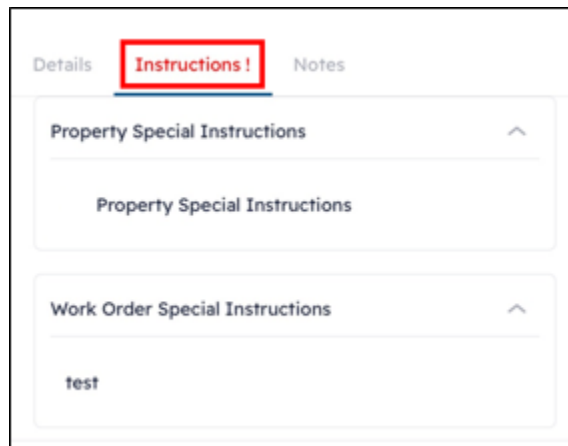 Details Instructions ! Notes
Property Special Instructions
Property Special Instructions
Work Order Special Instructions
test